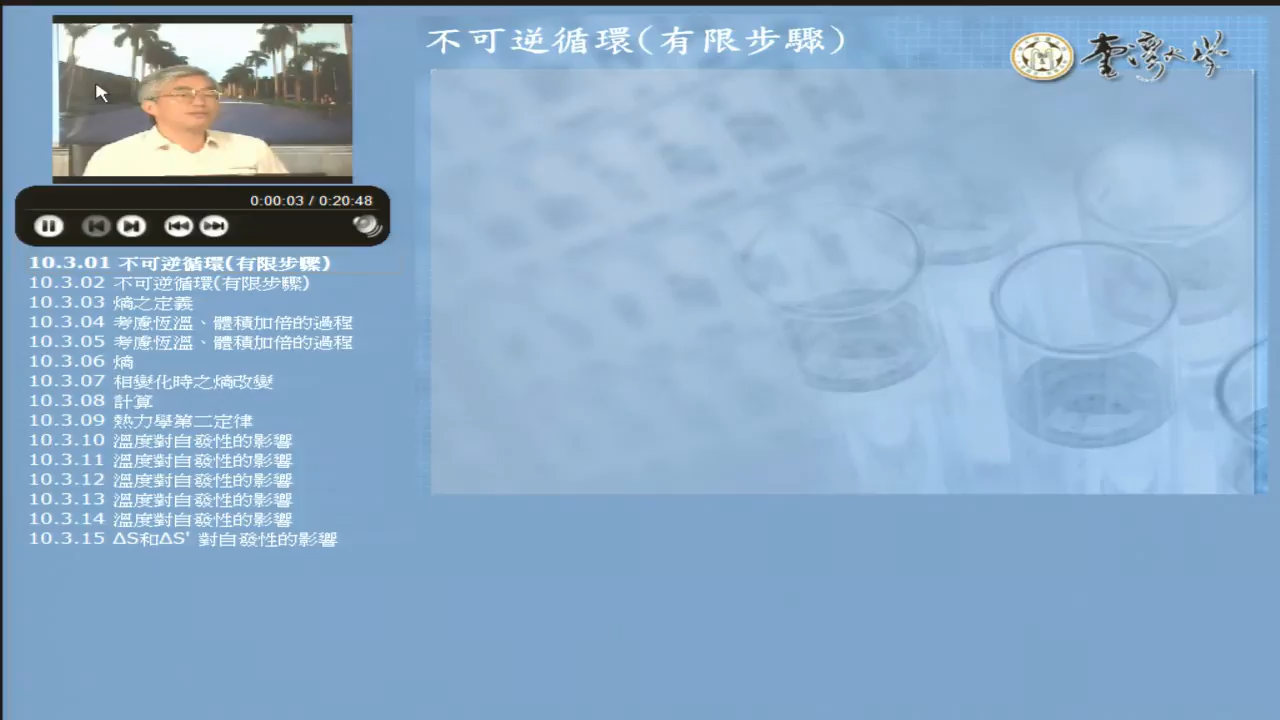 不可逆循環(有限步驟)
臺灣大學
0:00:03 / 0:20:48
10.3.01 不可逆循環(有限步驟)
10.3.02 不可逆循環(有限步驟)
10.3.03 熵之定義
10.3.04 考慮恆溫、體積加倍的過程
10.3.05 考慮恆溫、體積加倍的過程
10.3.06 熵
10.3.07 相變化時之熵改變
10.3.08 計算
10.3.09 熱力學第二定律
10.3.10 溫度對自發性的影響
10.3.11 溫度對自發性的影響
10.3.12 溫度對自發性的影響
10.3.13 溫度對自發性的影響
10.3.14 溫度對自發性的影響
10.3.15 ΔS和ΔS' 對自發性的影響